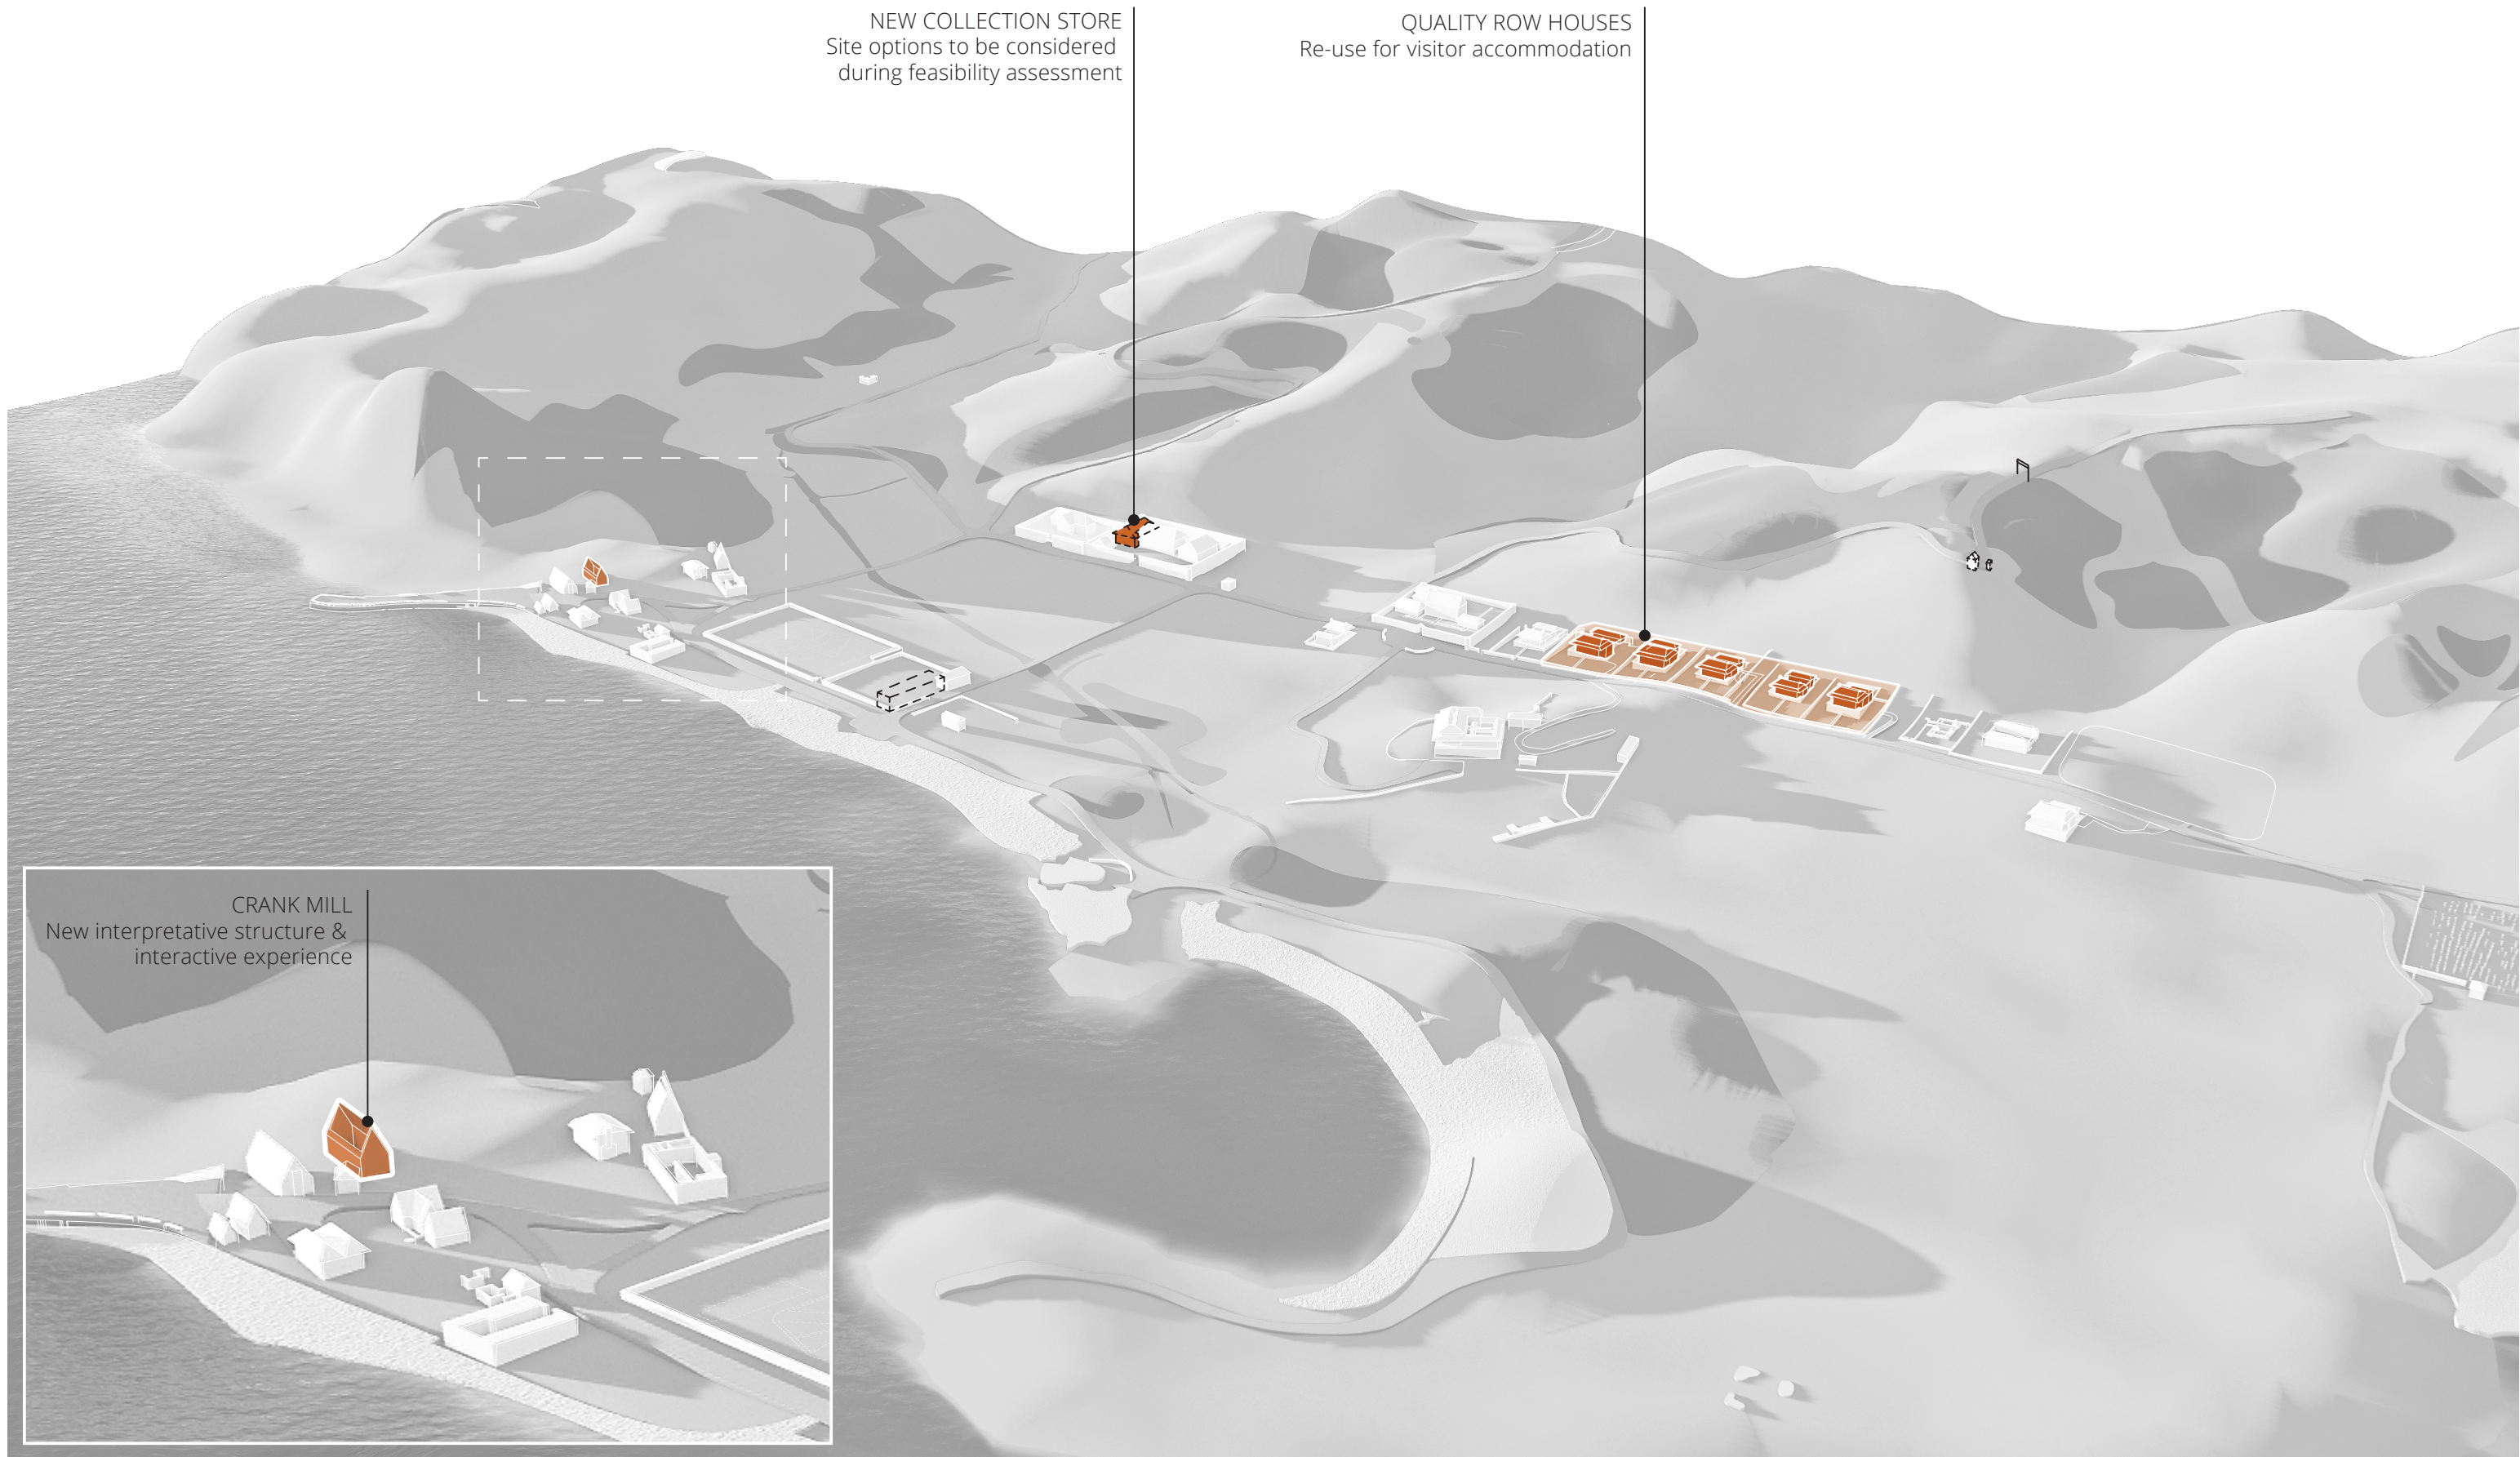 NEW COLLECTION STORE
Site options to be considered
during feasibility assessment
QUALITY ROW HOUSES
Re-use for visitor accommodation
CRANK MILL
New interpretative structure &
interactive experience